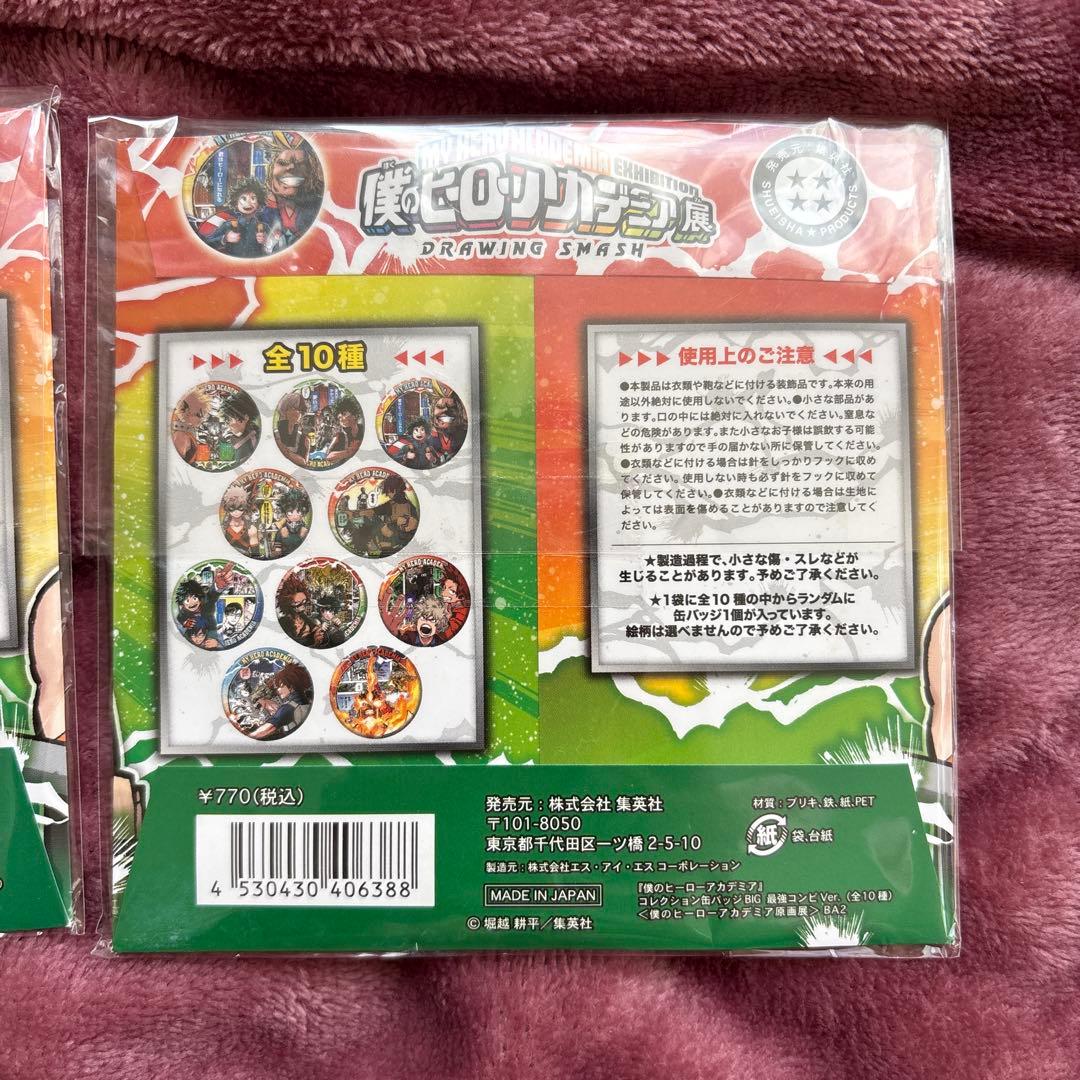 MY HERO ACADEMIA EXHIBITION
僕のヒーローアカデミア展
DRAWING SMASH
発売元・集英社
SHUEISHA ★ PRODUCTS
全10種
使用上のご注意
●本製品は衣類や鞄などに付ける装飾品です。本来の用
途以外絶対に使用しないでください。●小さな部品があ
ります。口の中には絶対に入れないでください。窒息な
どの危険があります。また小さなお子様は誤飲する可能
性がありますので手の届かない所に保管してください。
●衣類などに付ける場合は針をしっかりフックに収め
てください。使用しない時も必ず針をフックに収めて
保管してください。●衣類などに付ける場合は生地に
よっては表面を傷めることがありますので注意してく
ださい。
★製造過程で、小さな傷・スレなどが
生じることがあります。予めご了承ください。
★1袋に全10種の中からランダムに
缶バッジ1個が入っています。
絵柄は選べませんので予めご了承ください。
¥770(税込)
4 530430 406388
発売元:株式会社 集英社
〒101-8050
東京都千代田区一ツ橋 2-5-10
製造元:株式会社エス・アイ・エス コーポレーション
MADE IN JAPAN
© 堀越 耕平/集英社
材質:ブリキ、鉄、紙、PET
紙 袋、台紙
『僕のヒーローアカデミア』
コレクション缶バッジBIG 最強コンビ Ver. (全10種)
<僕のヒーローアカデミア原画展> BA2